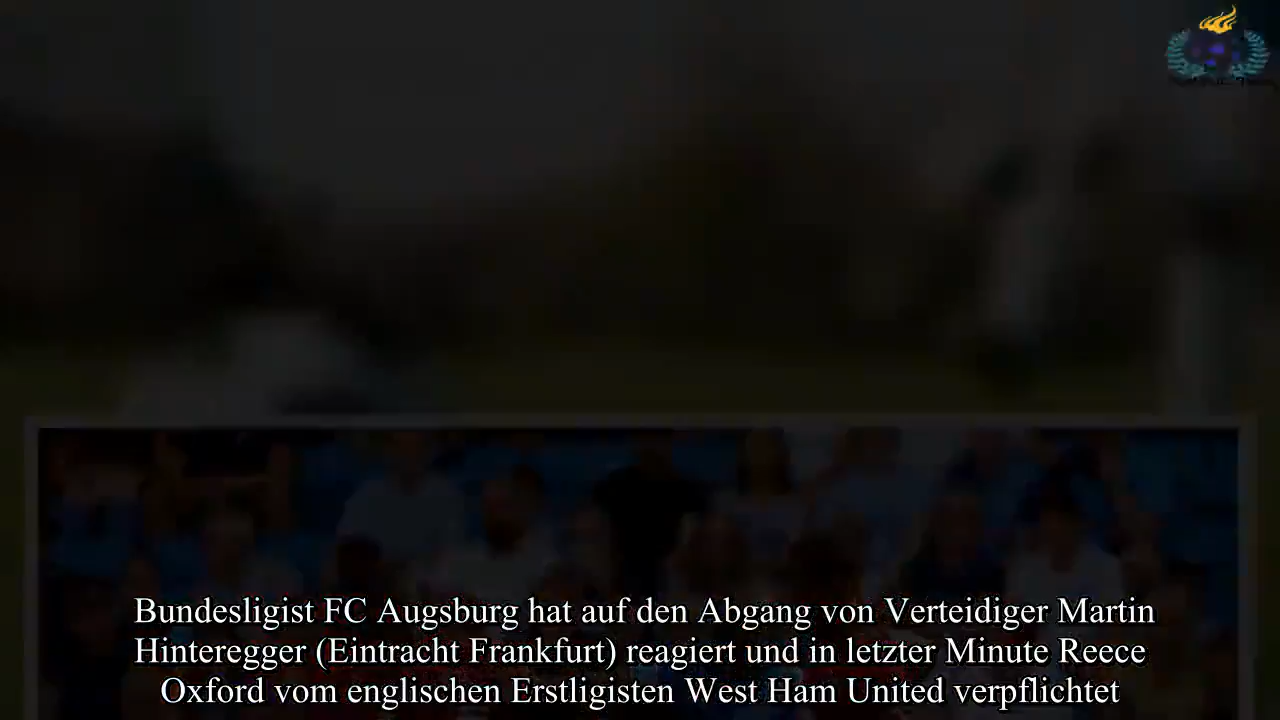 Bundesligist FC Augsburg hat auf den Abgang von Verteidiger Martin
Hinteregger (Eintracht Frankfurt) reagiert und in letzter Minute Reece
Oxford vom englischen Erstligisten West Ham United verpflichtet